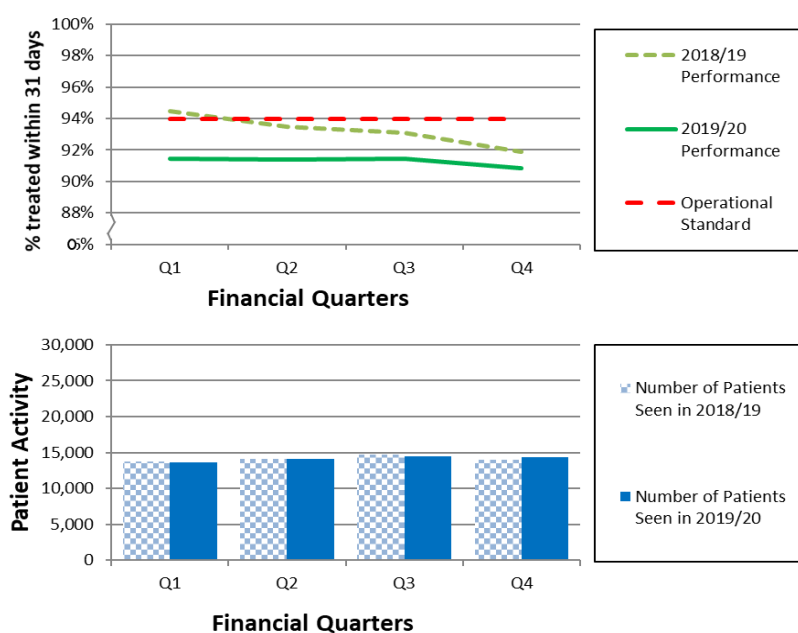 100%
98%
96%
94%
92%
90%
88%
0%
% treated within 31 days
Q1 Q2 Q3 Q4
Financial Quarters
2018/19
Performance
2019/20
Performance
Operational
Standard
30,000
25,000
20,000
15,000
10,000
5,000
0
Patient Activity
Q1 Q2 Q3 Q4
Financial Quarters
Number of Patients
Seen in 2018/19
Number of Patients
Seen in 2019/20